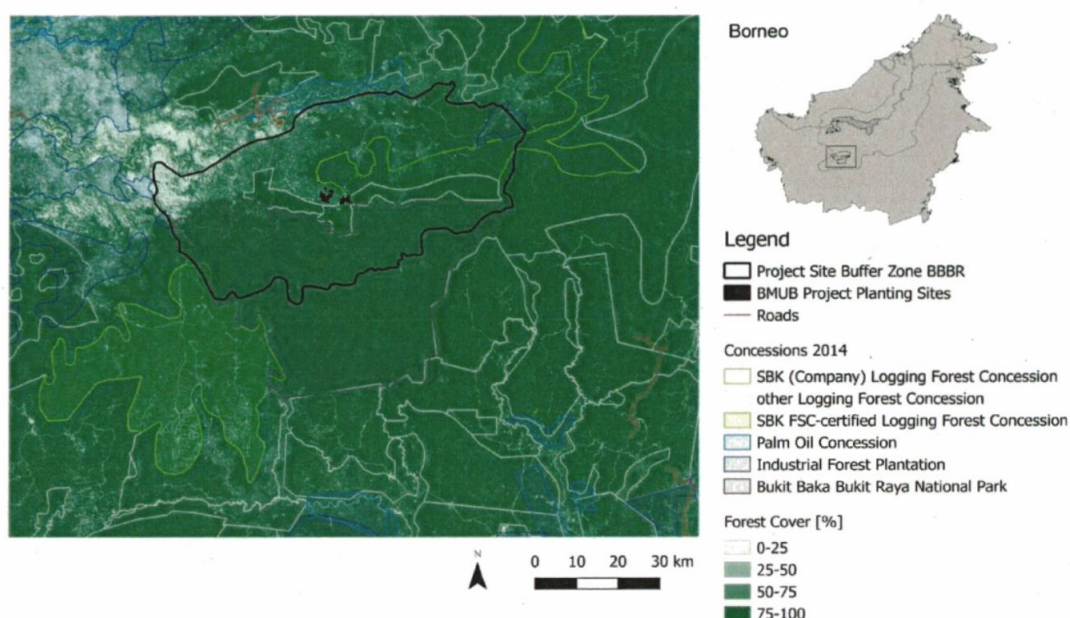 Borneo
Legend
Project Site Buffer Zone BBBR
BMUB Project Planting Sites
Roads
Concessions 2014
SBK (Company) Logging Forest Concession
other Logging Forest Concession
SBK FSC-certified Logging Forest Concession
Palm Oil Concession
Industrial Forest Plantation
Bukit Baka Bukit Raya National Park
Forest Cover [%]
0-25
25-50
50-75
75-100
N
0 10 20 30 km